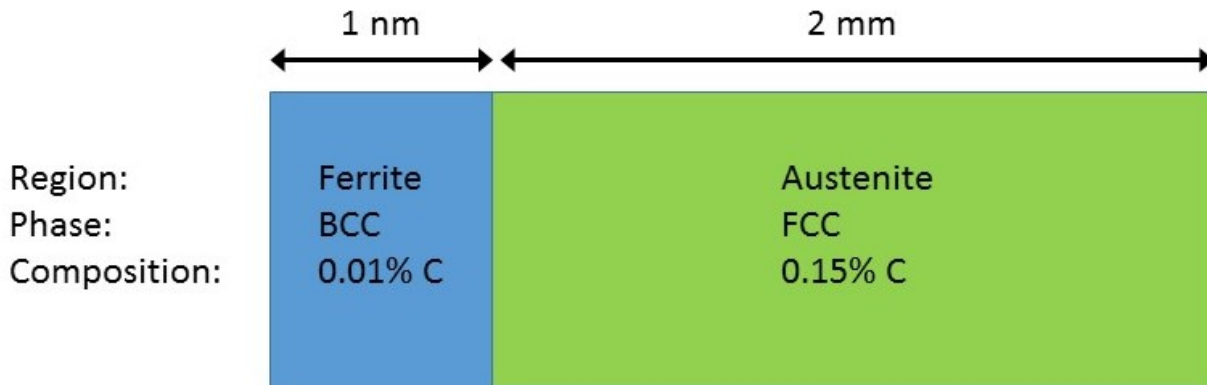 1 nm 2 mm
Region: Ferrite Austenite
Phase: BCC FCC
Composition: 0.01% C 0.15% C